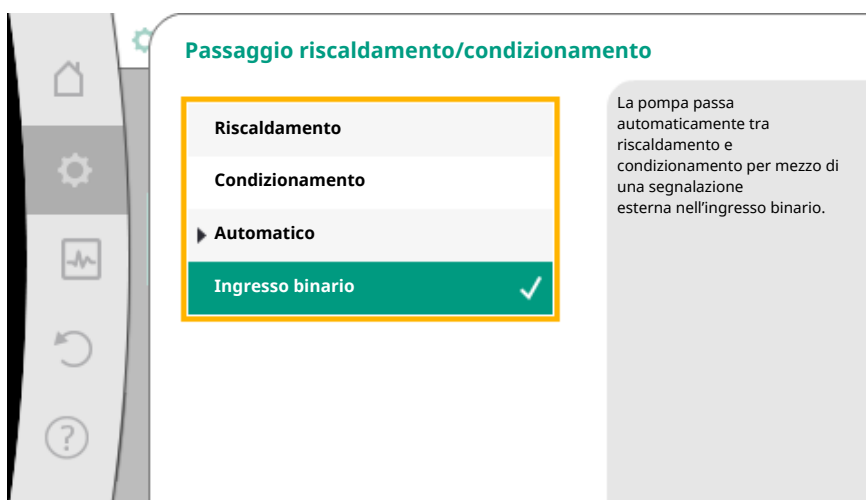 Passaggio riscaldamento/condizionamento
Riscaldamento
Condizionamento
Automatico
Ingresso binario
La pompa passa
automaticamente tra
riscaldamento e
condizionamento per mezzo di
una segnalazione
esterna nell'ingresso binario.
?